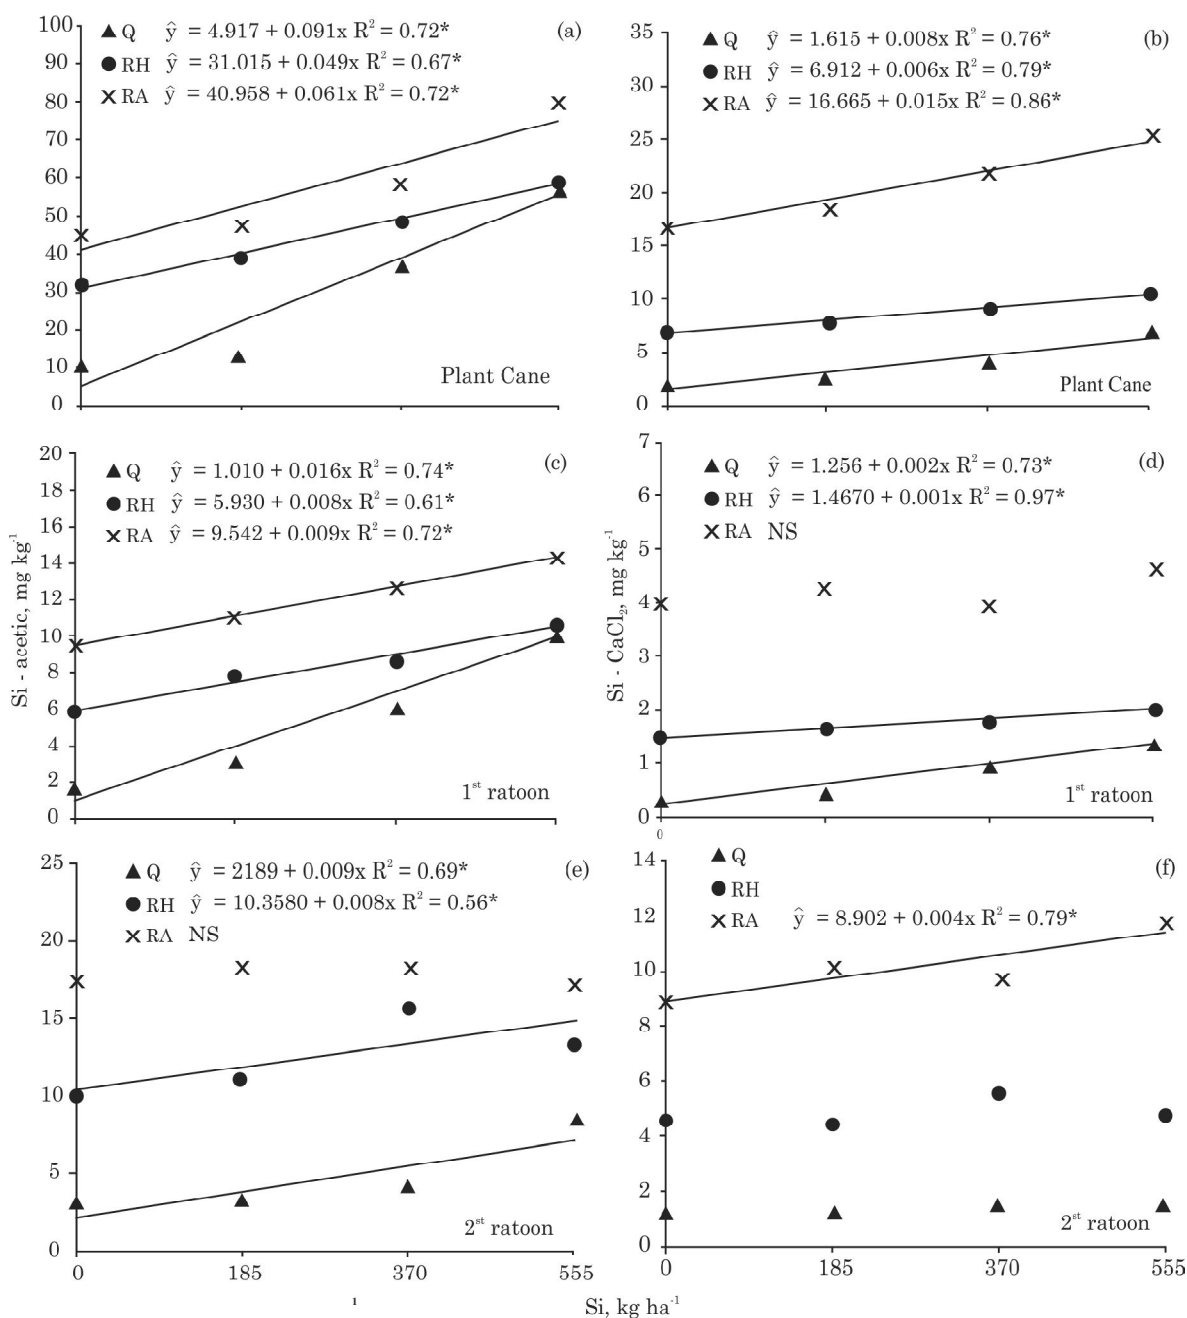 100
90
80
70
60
50
40
30
20
10
0
▲ Q ŷ = 4.917 + 0.091x R² = 0.72*
● RH ŷ = 31.015 + 0.049x R² = 0.67*
× RA ŷ = 40.958 + 0.061x R² = 0.72*
(a)
Plant Cane
35
30
25
20
15
10
5
0
▲ Q ŷ = 1.615 + 0.008x R² = 0.76*
● RH ŷ = 6.912 + 0.006x R² = 0.79*
× RA ŷ = 16.665 + 0.015x R² = 0.86*
(b)
Plant Cane
Si - acetic, mg kg⁻¹
20
18
16
14
12
10
8
6
4
2
0
▲ Q ŷ = 1.010 + 0.016x R² = 0.74*
● RH ŷ = 5.930 + 0.008x R² = 0.61*
× RA ŷ = 9.542 + 0.009x R² = 0.72*
(c)
1st ratoon
Si - CaCl₂, mg kg⁻¹
7
6
5
4
3
2
1
0
▲ Q ŷ = 1.256 + 0.002x R² = 0.73*
● RH ŷ = 1.4670 + 0.001x R² = 0.97*
× RA NS
(d)
1st ratoon
0
25
20
15
10
5
0
▲ Q ŷ = 2189 + 0.009x R² = 0.69*
● RH ŷ = 10.3580 + 0.008x R² = 0.56*
× RA NS
(e)
2st ratoon
0 185 370 555
14
12
10
8
6
4
2
0
▲ Q
● RH
× RA ŷ = 8.902 + 0.004x R² = 0.79*
(f)
2st ratoon
0 185 370 555
Si, kg ha⁻¹